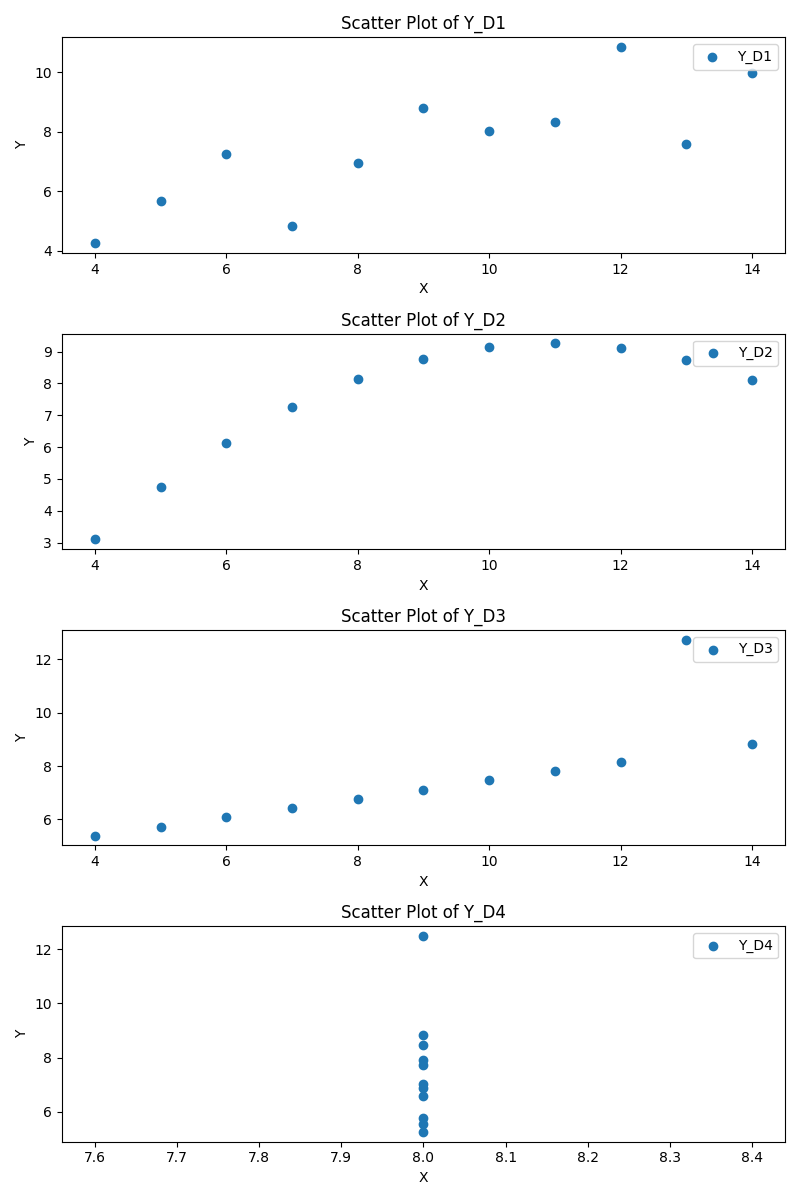 Scatter Plot of Y_D1
Y_D1
10
8
6
4
Y
4 6 8 10 12 14
X
Scatter Plot of Y_D2
Y_D2
9
8
7
6
5
4
3
Y
4 6 8 10 12 14
X
Scatter Plot of Y_D3
Y_D3
12
10
8
6
Y
4 6 8 10 12 14
X
Scatter Plot of Y_D4
Y_D4
12
10
8
6
Y
7.6 7.7 7.8 7.9 8.0 8.1 8.2 8.3 8.4
X